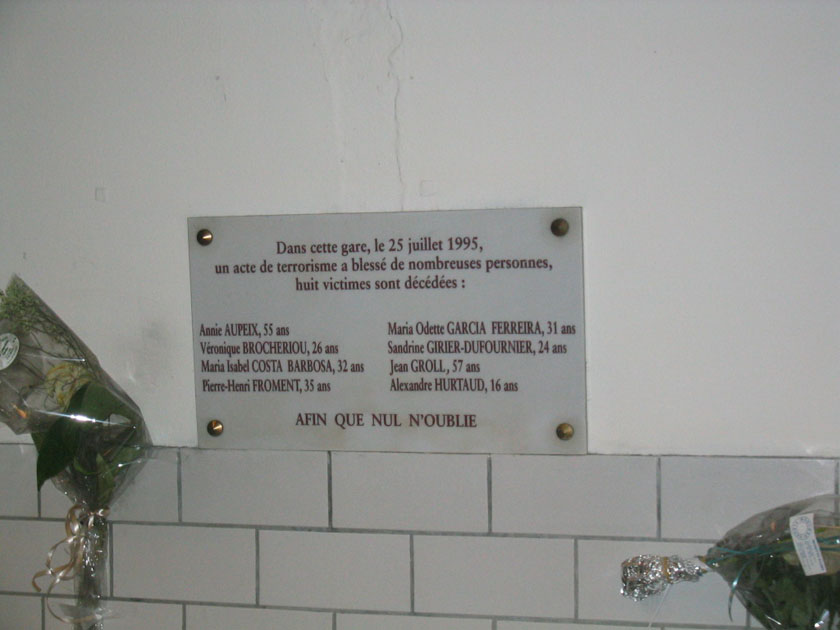 Dans cette gare, le 25 juillet 1995,
un acte de terrorisme a blessé de nombreuses personnes,
huit victimes sont décédées :
Annie AUPEIX, 55 ans
Véronique BROCHERIOU, 26 ans
Maria Isabel COSTA BARBOSA, 32 ans
Pierre-Henri FROMENT, 35 ans
Maria Odette GARCIA FERREIRA, 31 ans
Sandrine GIRIER-DUFOURNIER, 24 ans
Jean GROLL, 57 ans
Alexandre HURTAUD, 16 ans
AFIN QUE NUL N'OUBLIE